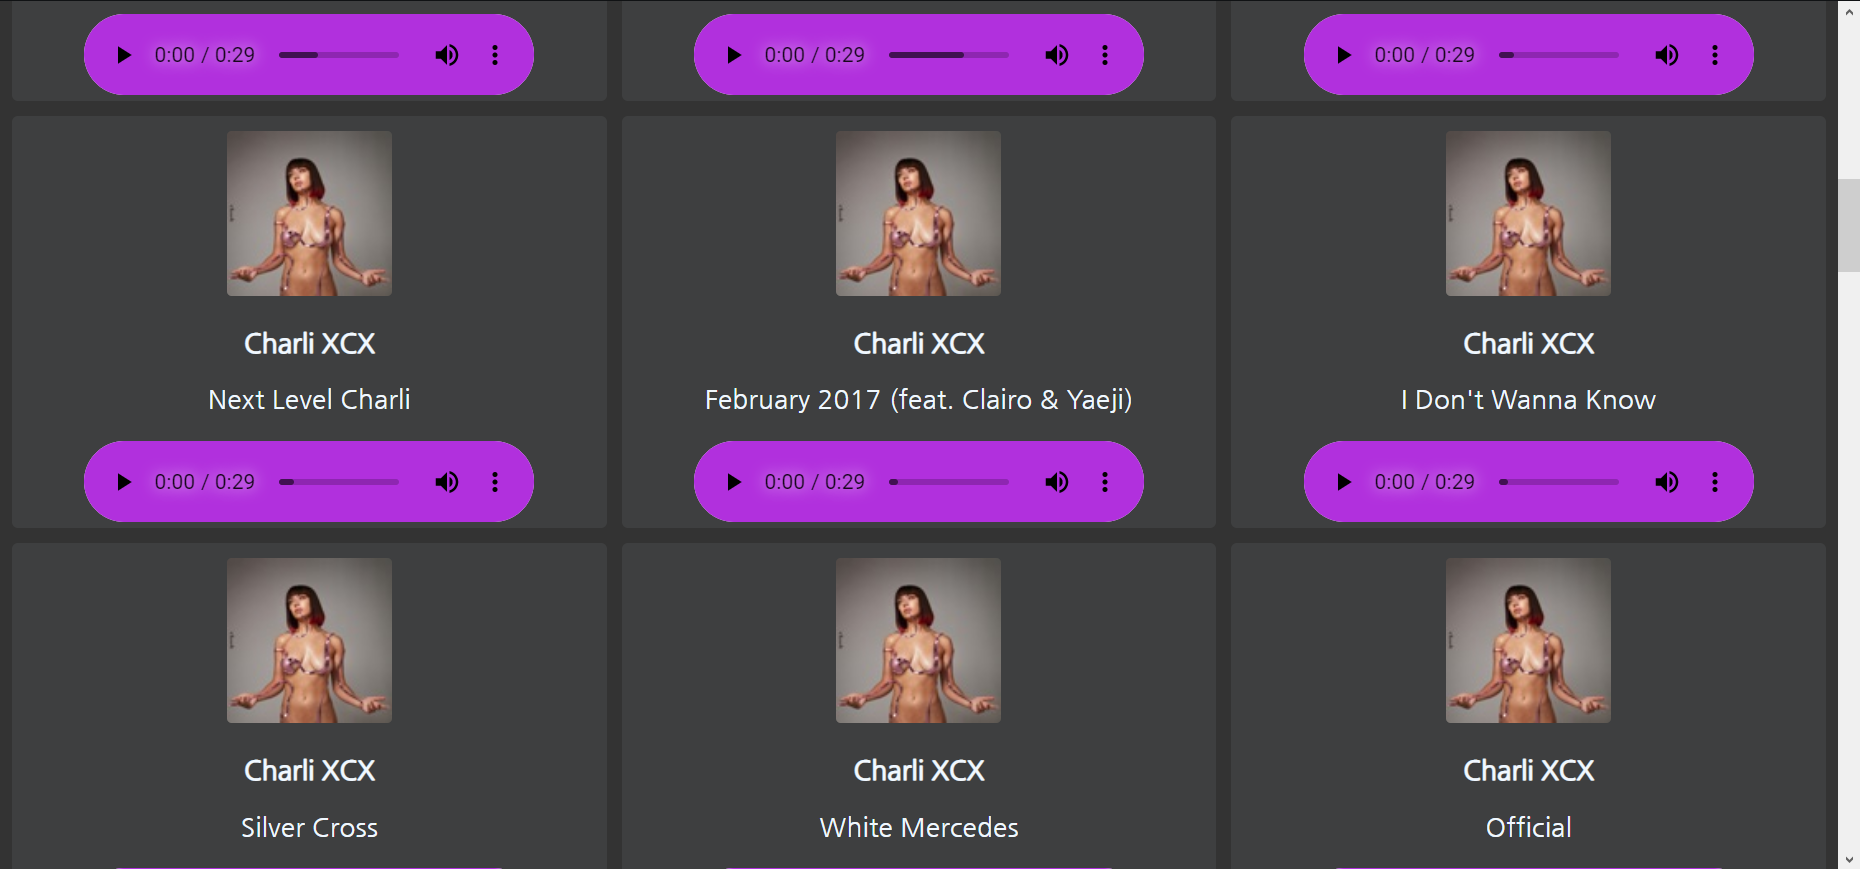 0:00 / 0:29
0:00 / 0:29
0:00 / 0:29
Charli XCX
Charli XCX
Charli XCX
Next Level Charli
February 2017 (feat. Clairo & Yaeji)
I Don't Wanna Know
0:00 / 0:29
0:00 / 0:29
0:00 / 0:29
Charli XCX
Charli XCX
Charli XCX
Silver Cross
White Mercedes
Official